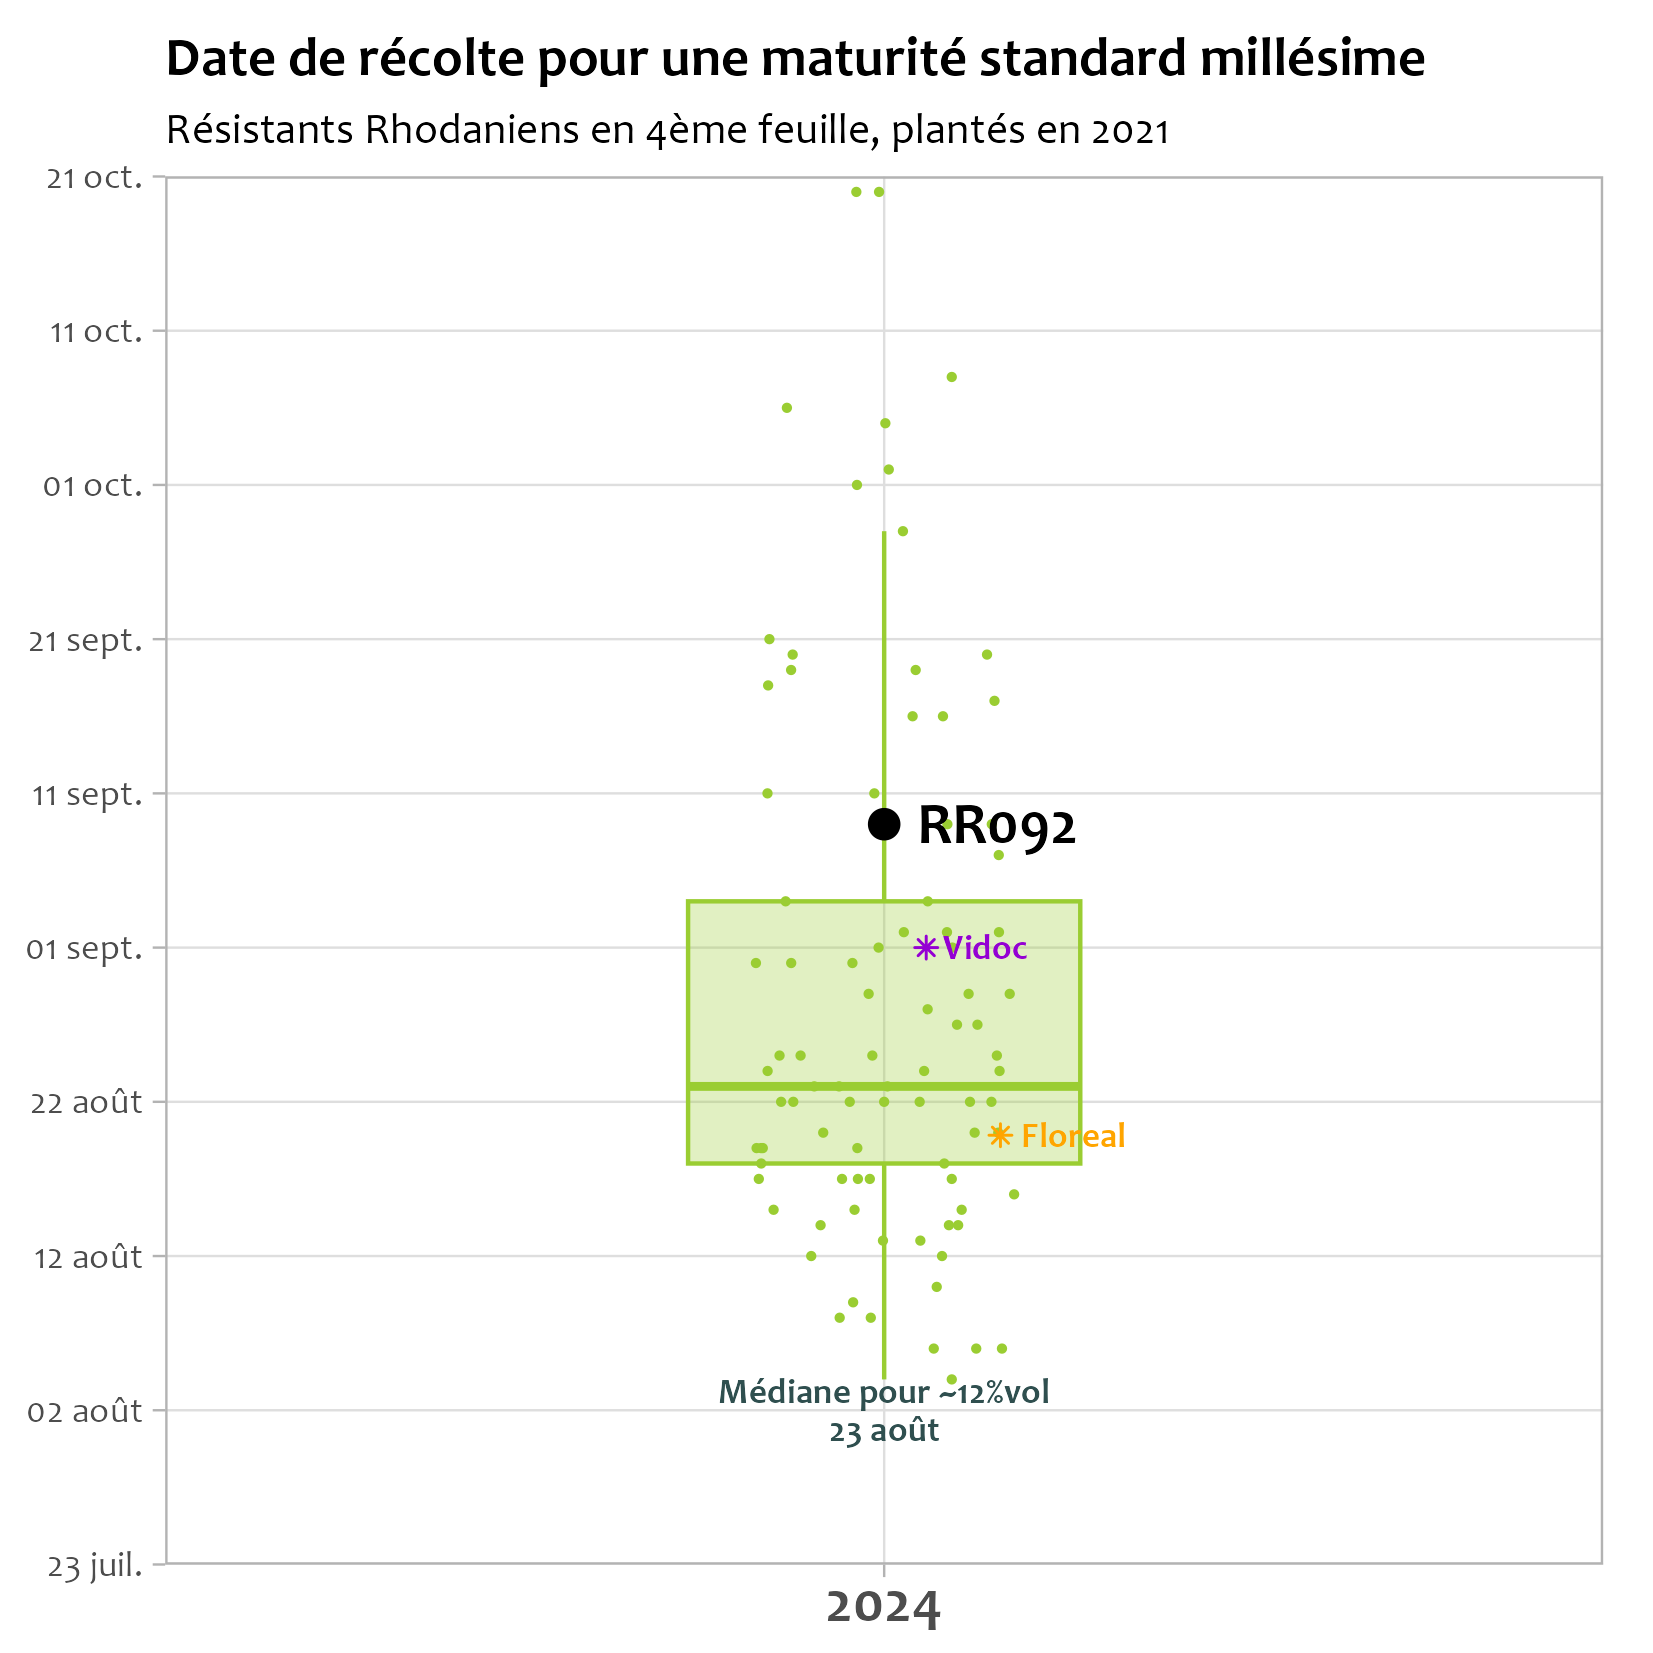 Date de récolte pour une maturité standard millésime
Résistants Rhodaniens en 4ème feuille, plantés en 2021
21 oct.
11 oct.
01 oct.
21 sept.
11 sept.
RR092
01 sept.
Vidoc
22 août
Floreal
12 août
02 août
Médiane pour ~12%vol
23 août
23 juil.
2024